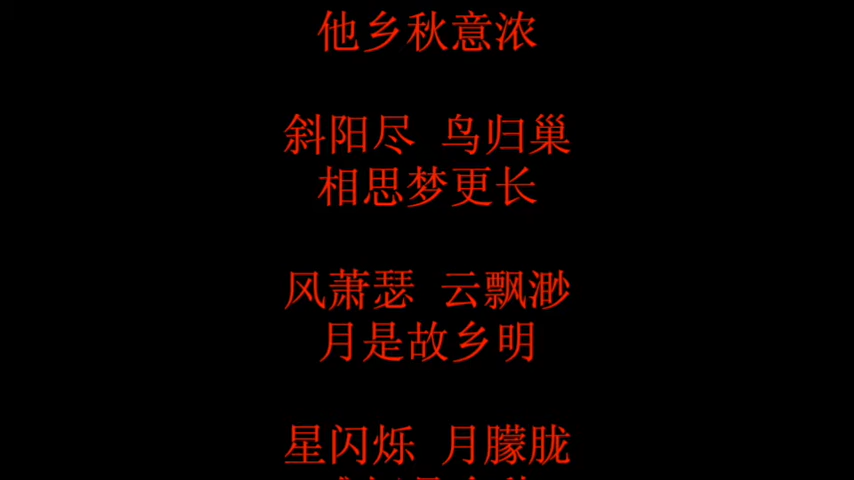 他乡秋意浓
斜阳尽 鸟归巢
相思梦更长
风萧瑟 云飘渺
月是故乡明
星闪烁 月朦胧